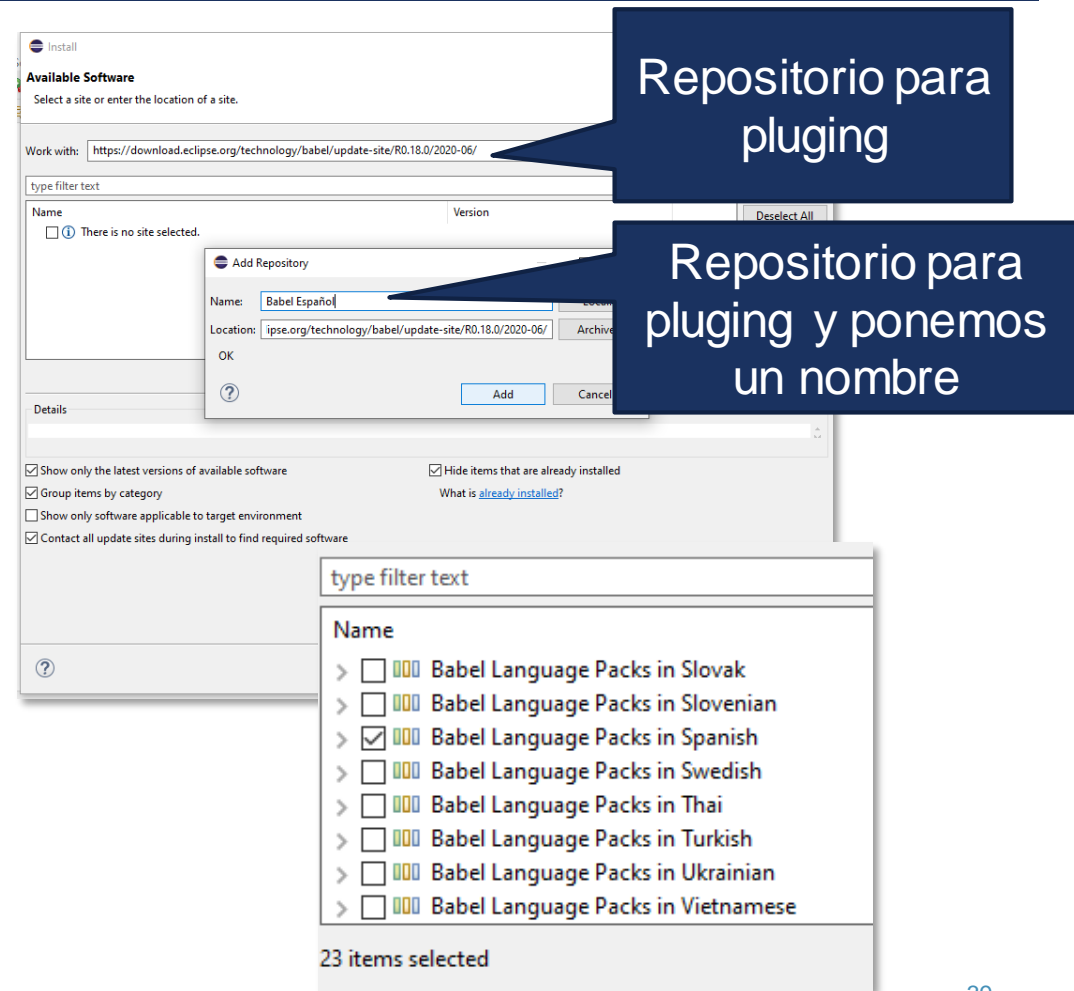 Install
Available Software
Select a site or enter the location of a site.
Repositorio para
pluging
Work with: https://download.eclipse.org/technology/babel/update-site/R0.18.0/2020-06/
type filter text
Name Version
Deselect All
There is no site selected.
Repositorio para
pluging y ponemos
un nombre
Add Repository
Name: Babel Español
Location: ipse.org/technology/babel/update-site/R0.18.0/2020-06/ Archive
OK
Add Cancel
Details
Show only the latest versions of available software Hide items that are already installed
Group items by category What is already installed?
Show only software applicable to target environment
Contact all update sites during install to find required software
type filter text
Name
Babel Language Packs in Slovak
Babel Language Packs in Slovenian
Babel Language Packs in Spanish
Babel Language Packs in Swedish
Babel Language Packs in Thai
Babel Language Packs in Turkish
Babel Language Packs in Ukrainian
Babel Language Packs in Vietnamese
23 items selected